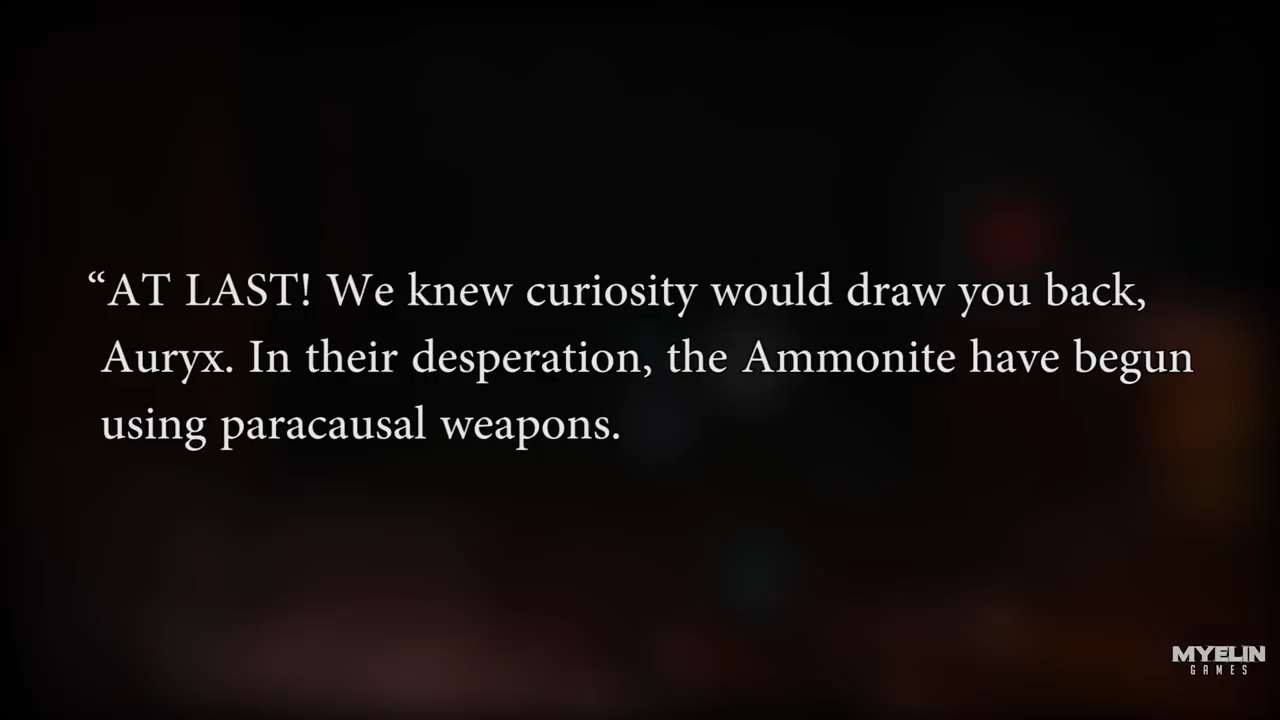 “AT LAST! We knew curiosity would draw you back,
Auryx. In their desperation, the Ammonite have begun
using paracausal weapons.
MYELIN
GAMES